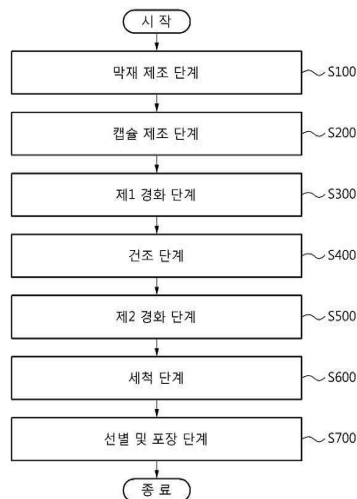 시 작
막재 제조 단계 S100
캡슐 제조 단계 S200
제1 경화 단계 S300
건조 단계 S400
제2 경화 단계 S500
세척 단계 S600
선별 및 포장 단계 S700
종 료